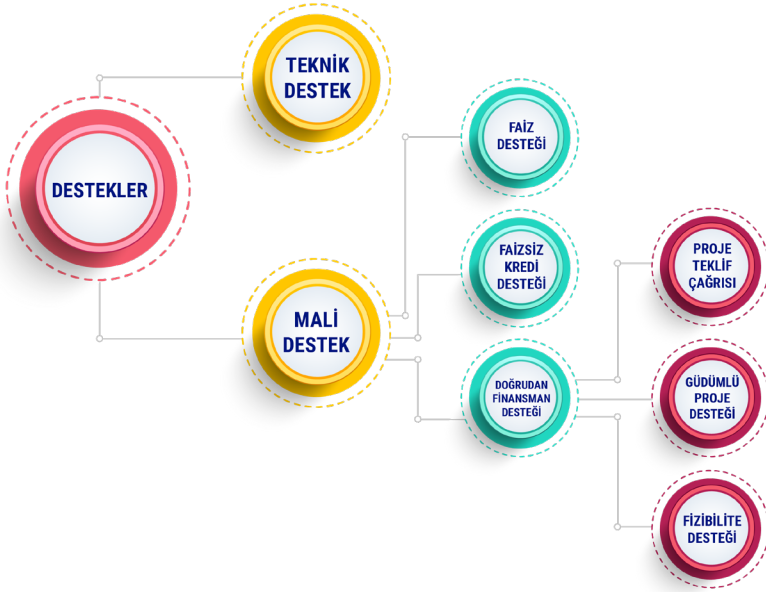 DESTEKLER
TEKNİK
DESTEK
MALİ
DESTEK
FAİZ
DESTEĞİ
FAİZSİZ
KREDİ
DESTEĞİ
DOĞRUDAN
FİNANSMAN
DESTEĞİ
PROJE
TEKLİF
ÇAĞRISI
GÜDÜMLÜ
PROJE
DESTEĞİ
FİZİBİLİTE
DESTEĞİ